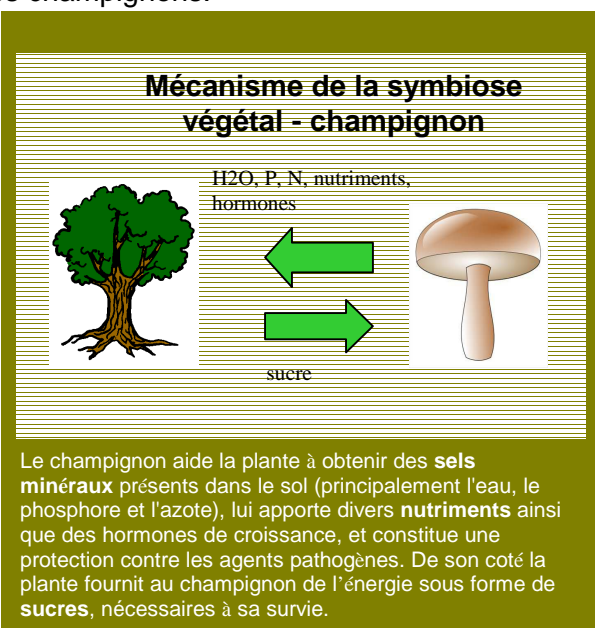 champignons.
Mécanisme de la symbiose
végétal - champignon
H2O, P, N, nutriments,
hormones
sucre
Le champignon aide la plante à obtenir des sels
minéraux présents dans le sol (principalement l'eau, le
phosphore et l'azote), lui apporte divers nutriments ainsi
que des hormones de croissance, et constitue une
protection contre les agents pathogènes. De son coté la
plante fournit au champignon de l'énergie sous forme de
sucres, nécessaires à sa survie.